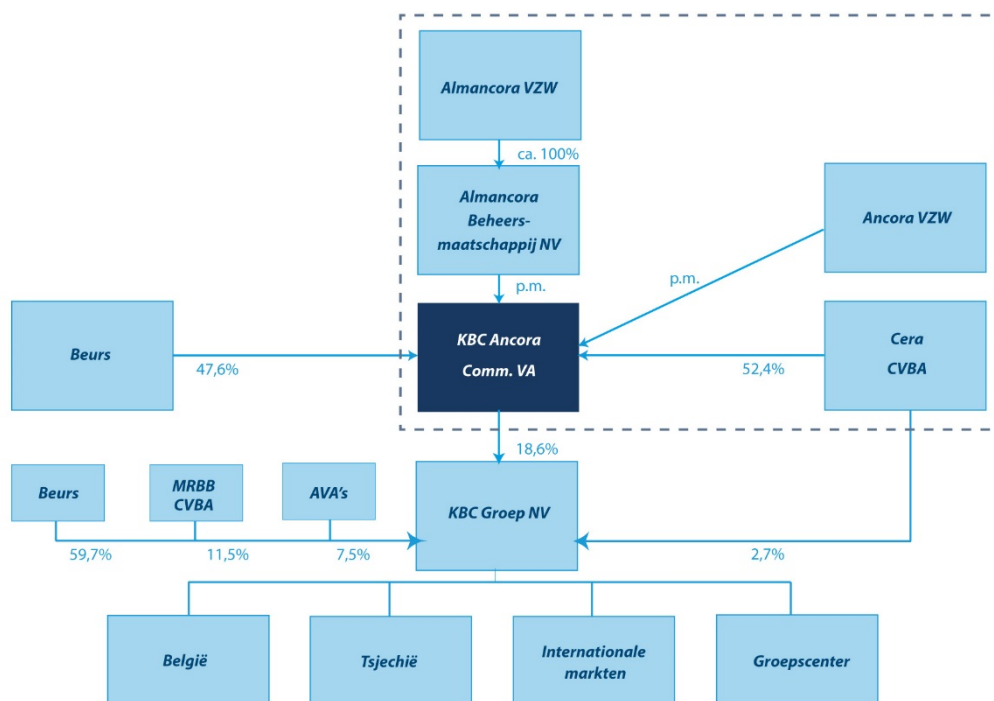 Almancora VZW
ca. 100%
Almancora
Beheers-
maatschappij NV
Ancora VZW
p.m.
p.m.
Beurs
47,6%
KBC Ancora
Comm. VA
52,4%
Cera
CVBA
18,6%
Beurs
MRBB
CVBA
AVA's
KBC Groep NV
59,7%
11,5%
7,5%
2,7%
België
Tsjechië
Internationale
markten
Groepscenter